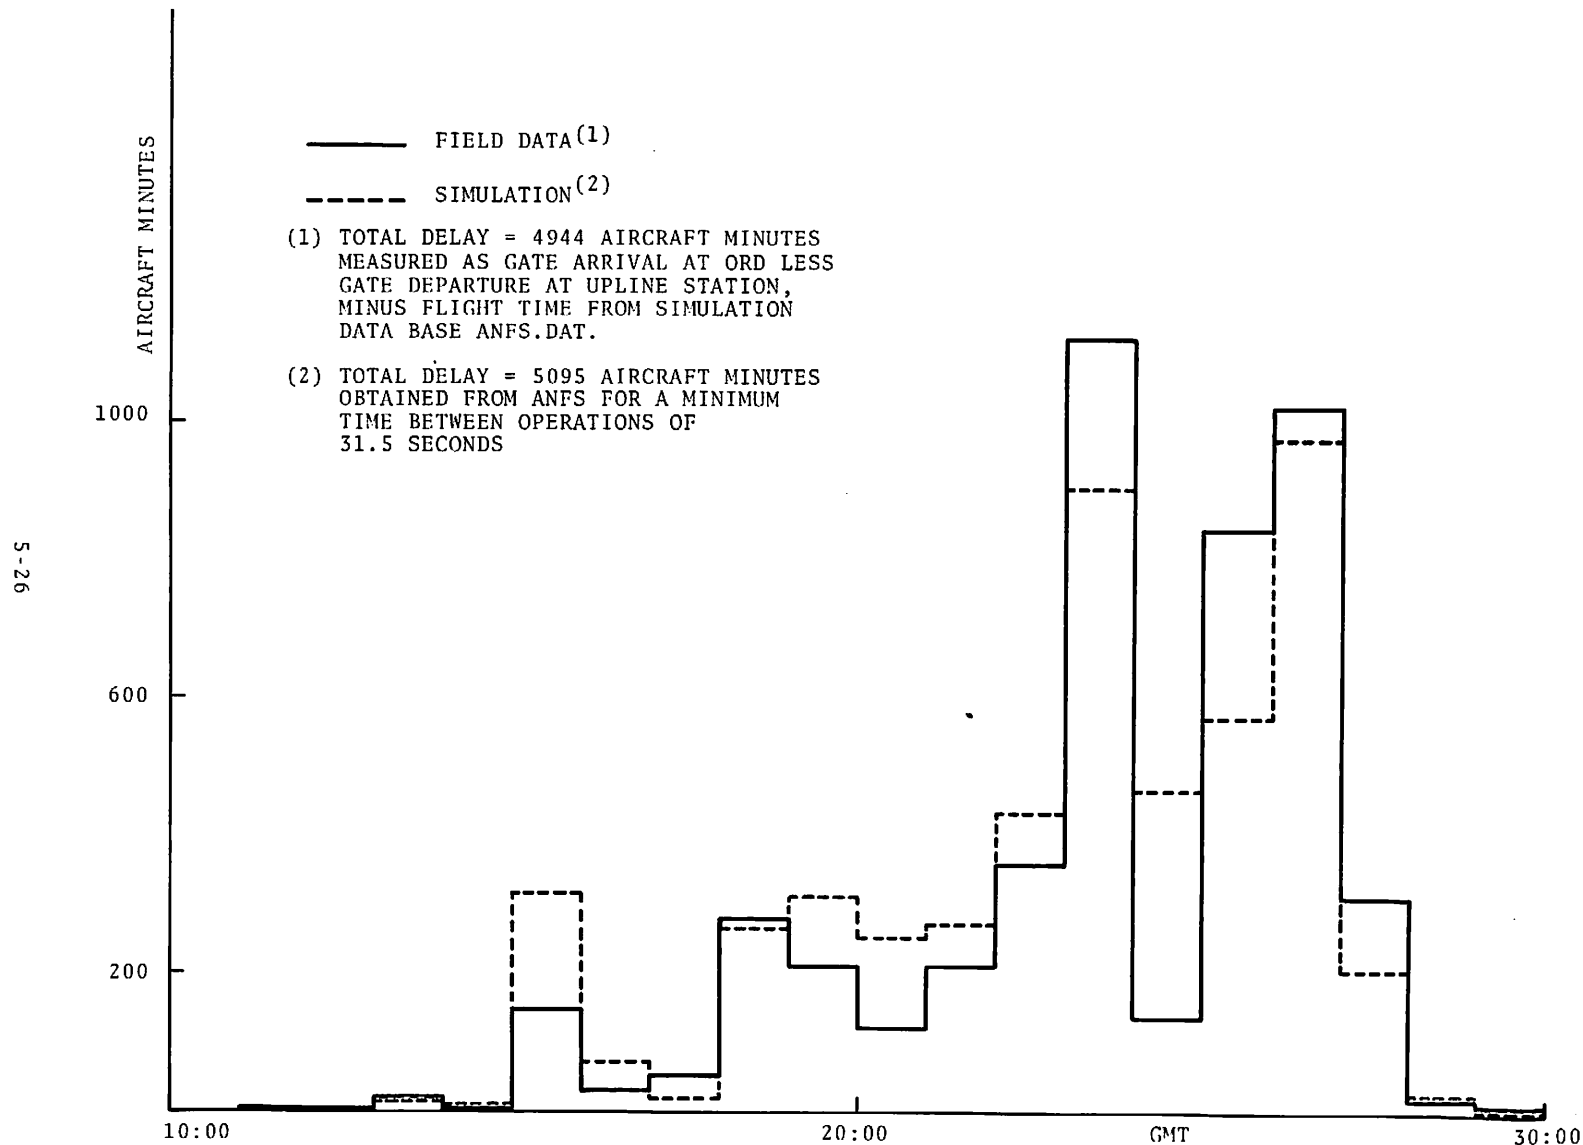 AIRCRAFT MINUTES
FIELD DATA(1)
SIMULATION(2)
(1) TOTAL DELAY = 4944 AIRCRAFT MINUTES
MEASURED AS GATE ARRIVAL AT ORD LESS
GATE DEPARTURE AT UPLINE STATION,
MINUS FLIGHT TIME FROM SIMULATION
DATA BASE ANFS.DAT.
(2) TOTAL DELAY = 5095 AIRCRAFT MINUTES
OBTAINED FROM ANFS FOR A MINIMUM
TIME BETWEEN OPERATIONS OF
31.5 SECONDS
1000
600
200
10:00
20:00
GMT
30:00
5-26